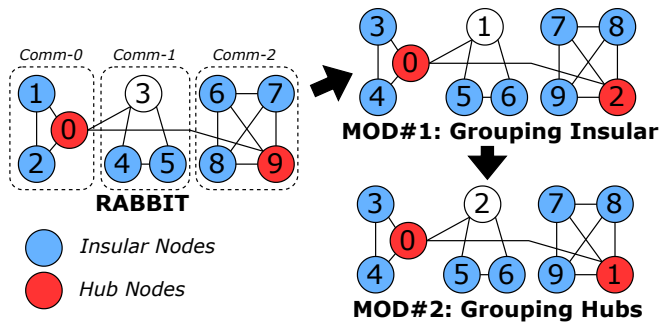 Comm-0 Comm-1 Comm-2
1 3 6 7
0
2 4 5 8 9
RABBIT
Insular Nodes
Hub Nodes
3 1 7 8
0
4 5 6 9 2
MOD#1: Grouping Insular
3 2 7 8
0
4 5 6 9 1
MOD#2: Grouping Hubs